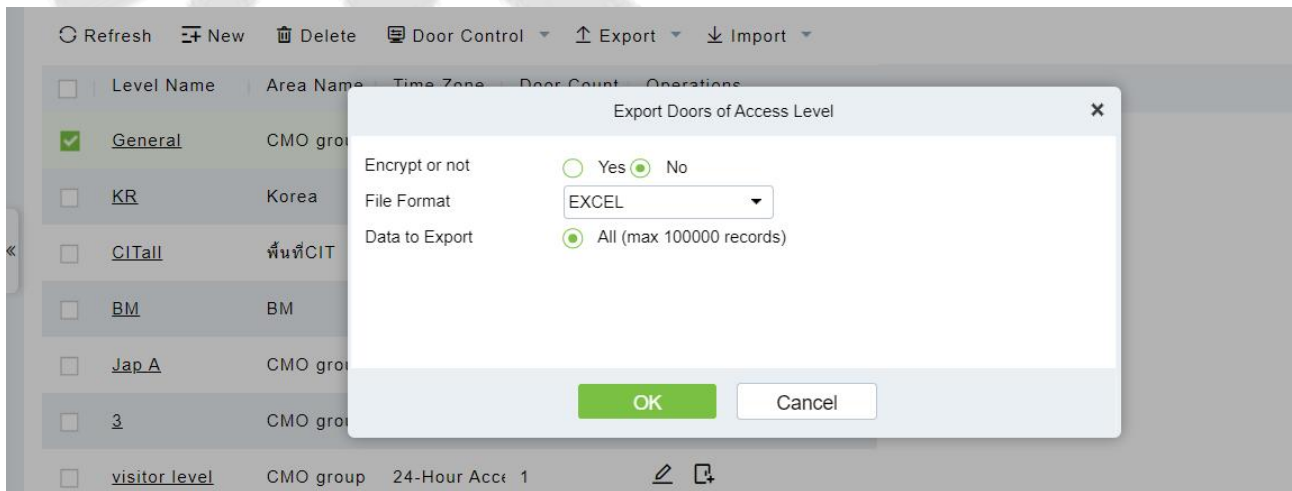 Refresh New Delete Door Control Export Import
Level Name Area Name Time Zone Door Count Operations
Export Doors of Access Level
General CMO grou
Encrypt or not Yes No
KR Korea
File Format EXCEL
Data to Export All (max 100000 records)
CITall พื้นที่CIT
BM BM
Jap A CMO grou
OK Cancel
3 CMO grou
visitor level CMO group 24-Hour Acce 1